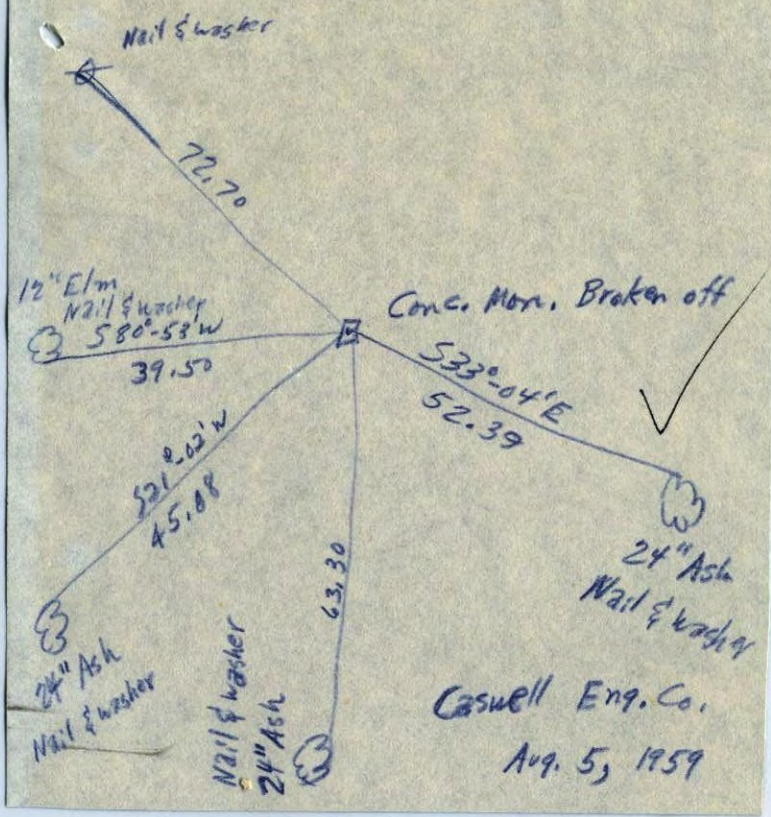 Nail & washer
72.70
12" Elm
Nail & washer
S80°-53'W
39.50
Conc. Mon. Broken off
S33°-04'E
52.39
S21°-02'W
45.08
63.30
24" Ash
Nail & washer
24" Ash
Nail & washer
Nail & washer
24" Ash
Caswell Eng. Co.
Aug. 5, 1959